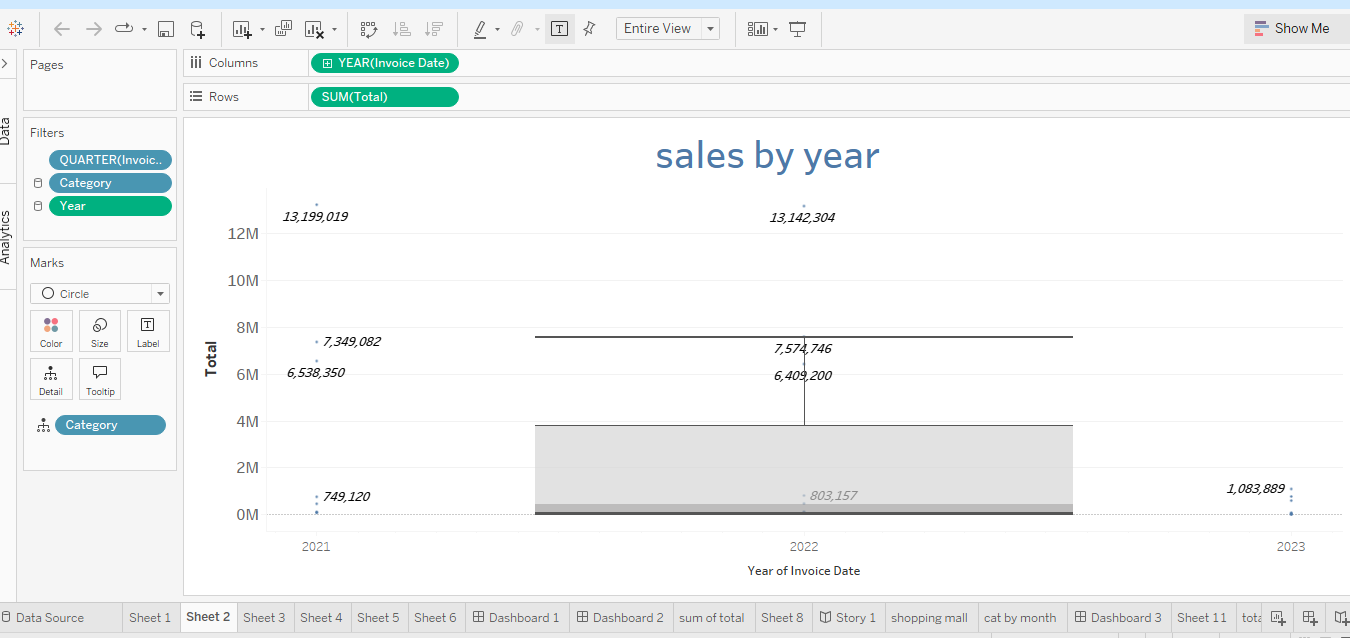 Entire View
Show Me
Data
Analytics
Pages
Columns
YEAR(Invoice Date)
Rows
SUM(Total)
Filters
QUARTER(Invoic..
Category
Year
Marks
Circle
Color
Size
Label
Detail
Tooltip
Category
sales by year
Total
12M
10M
8M
6M
4M
2M
0M
13,199,019
13,142,304
7,349,082
7,574,746
6,538,350
6,409,200
749,120
803,157
1,083,889
2021
2022
2023
Year of Invoice Date
Data Source
Sheet 1
Sheet 2
Sheet 3
Sheet 4
Sheet 5
Sheet 6
Dashboard 1
Dashboard 2
sum of total
Sheet 8
Story 1
shopping mall
cat by month
Dashboard 3
Sheet 11
tota